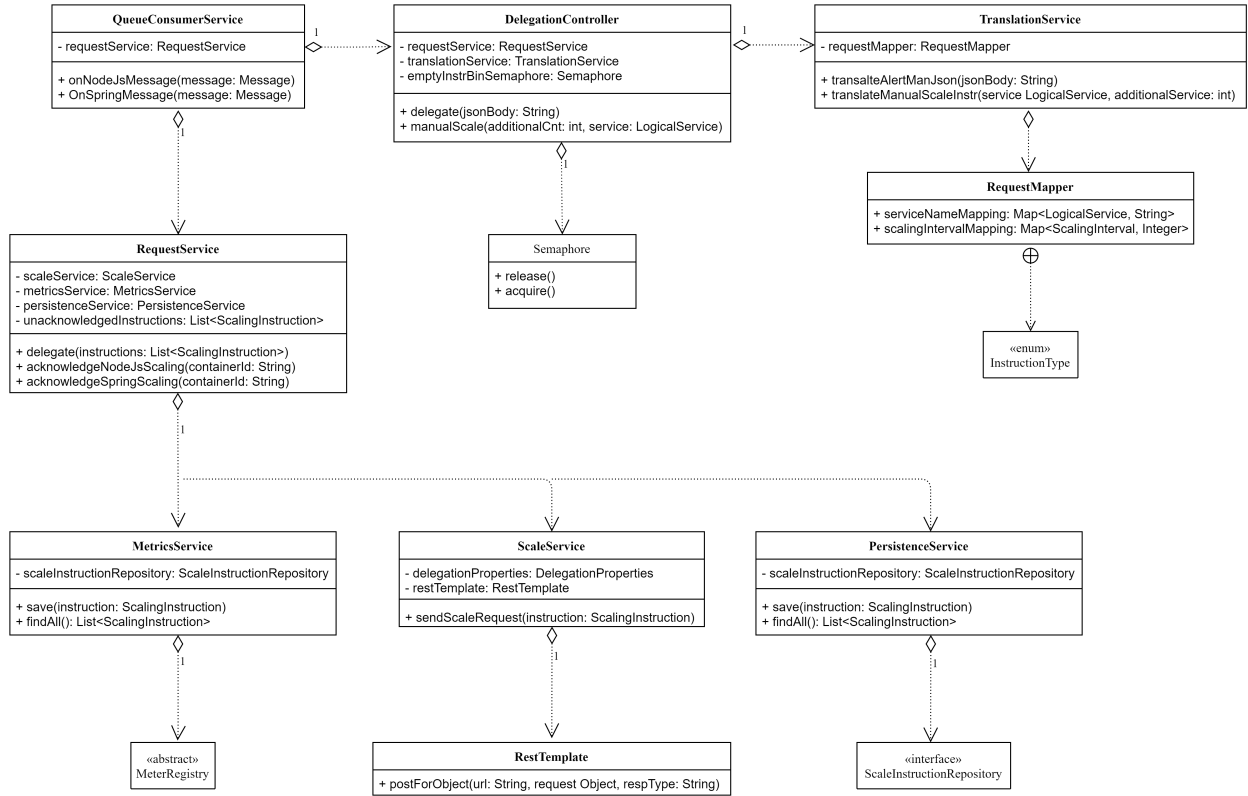 QueueConsumerService
- requestService: RequestService
+ onNodeJsMessage(message: Message)
+ OnSpringMessage(message: Message)
1
1
DelegationController
- requestService: RequestService
- translationService: TranslationService
- emptyInstrBinSemaphore: Semaphore
+ delegate(jsonBody: String)
+ manualScale(additionalCnt: int, service: LogicalService)
1
1
TranslationService
- requestMapper: RequestMapper
+ transalteAlertManJson(jsonBody: String)
+ translateManualScaleInstr(service LogicalService, additionalService: int)
RequestMapper
+ serviceNameMapping: Map<LogicalService, String>
+ scalingIntervalMapping: Map<ScalingInterval, Integer>
RequestService
- scaleService: ScaleService
- metricsService: MetricsService
- persistenceService: PersistenceService
- unacknowledgedInstructions: List<ScalingInstruction>
+ delegate(instructions: List<ScalingInstruction>)
+ acknowledgeNodeJsScaling(containerId: String)
+ acknowledgeSpringScaling(containerId: String)
1
Semaphore
+ release()
+ acquire()
«enum»
InstructionType
MetricsService
- scaleInstructionRepository: ScaleInstructionRepository
+ save(instruction: ScalingInstruction)
+ findAll(): List<ScalingInstruction>
1
ScaleService
- delegationProperties: DelegationProperties
- restTemplate: RestTemplate
+ sendScaleRequest(instruction: ScalingInstruction)
1
PersistenceService
- scaleInstructionRepository: ScaleInstructionRepository
+ save(instruction: ScalingInstruction)
+ findAll(): List<ScalingInstruction>
1
«abstract»
MeterRegistry
RestTemplate
+ postForObject(url: String, request Object, respType: String)
«interface»
ScaleInstructionRepository